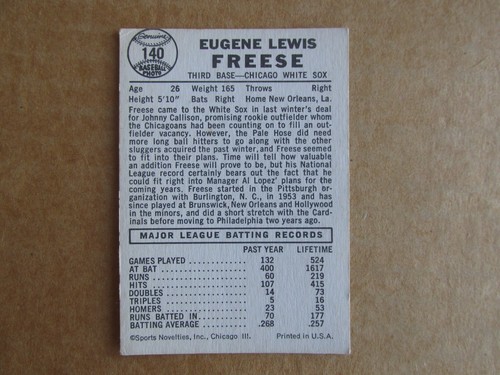 Genuine
140
BASEBALL
PHOTO
EUGENE LEWIS
FREESE
THIRD BASE—CHICAGO WHITE SOX
Age 26 Weight 165 Throws Right
Height 5'10" Bats Right Home New Orleans, La.
Freese came to the White Sox in last winter's deal
for Johnny Callison, promising rookie outfielder whom
the Chicagoans had been counting on to fill an out-
fielder vacancy. However, the Pale Hose did need
more long ball hitters to go along with the other
sluggers acquired the past winter, and Freese seemed
to fit into their plans. Time will tell how valuable
an addition Freese will prove to be, but his National
League record certainly bears out the fact that he
could fit right into Manager Al Lopez' plans for the
coming years. Freese started in the Pittsburgh or-
ganization with Burlington, N. C., in 1953 and has
since played at Brunswick, New Orleans and Hollywood
in the minors, and did a short stretch with the Card-
inals before moving to Philadelphia two years ago.
MAJOR LEAGUE BATTING RECORDS
PAST YEAR LIFETIME
GAMES PLAYED ............ 132 524
AT BAT .................. 400 1617
RUNS .................... 60 219
HITS .................... 107 415
DOUBLES ................. 14 73
TRIPLES ................. 5 16
HOMERS .................. 23 53
RUNS BATTED IN .......... 70 177
BATTING AVERAGE ......... .268 .257
©Sports Novelties, Inc., Chicago Ill. Printed in U.S.A.